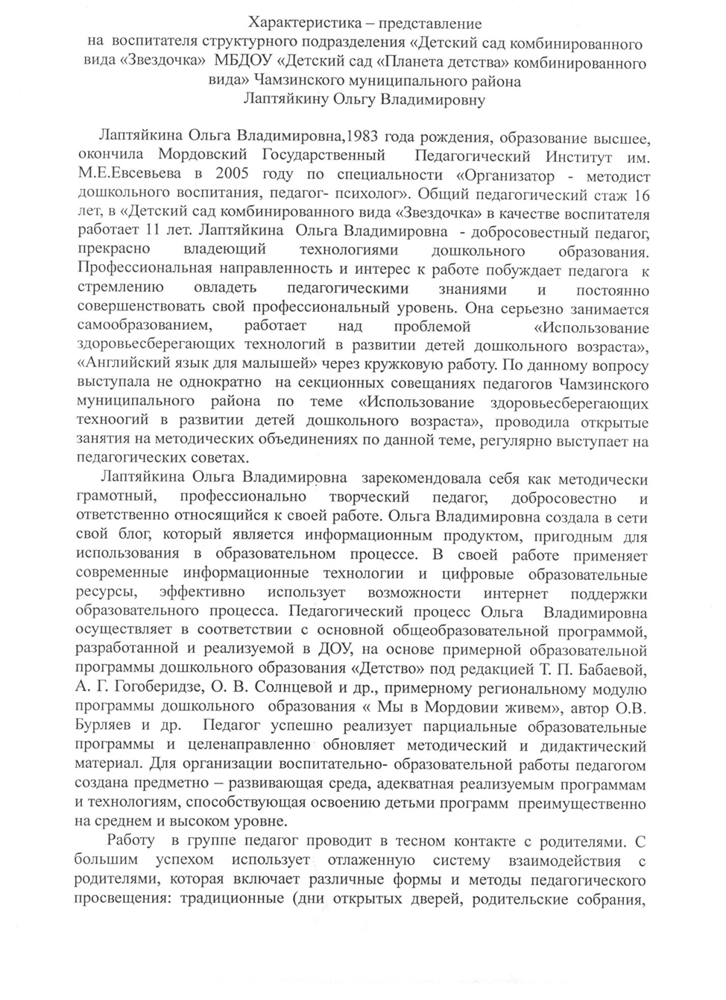 Характеристика – представление
на воспитателя структурного подразделения «Детский сад комбинированного
вида «Звездочка» МБДОУ «Детский сад «Планета детства» комбинированного
вида» Чамзинского муниципального района
Лаптяйкину Ольгу Владимировну
Лаптяйкина Ольга Владимировна,1983 года рождения, образование высшее,
окончила Мордовский Государственный Педагогический Институт им.
М.Е.Евсевьева в 2005 году по специальности «Организатор - методист
дошкольного воспитания, педагог- психолог». Общий педагогический стаж 16
лет, в «Детский сад комбинированного вида «Звездочка» в качестве воспитателя
работает 11 лет. Лаптяйкина Ольга Владимировна - добросовестный педагог,
прекрасно владеющий технологиями дошкольного образования.
Профессиональная направленность и интерес к работе побуждает педагога к
стремлению овладеть педагогическими знаниями и постоянно
совершенствовать свой профессиональный уровень. Она серьезно занимается
самообразованием, работает над проблемой «Использование
здоровьесберегающих технологий в развитии детей дошкольного возраста»,
«Английский язык для малышей» через кружковую работу. По данному вопросу
выступала не однократно на секционных совещаниях педагогов Чамзинского
муниципального района по теме «Использование здоровьесберегающих
техноогий в развитии детей дошкольного возраста», проводила открытые
занятия на методических объединениях по данной теме, регулярно выступает на
педагогических советах.
Лаптяйкина Ольга Владимировна зарекомендовала себя как методически
грамотный, профессионально творческий педагог, добросовестно и
ответственно относящийся к своей работе. Ольга Владимировна создала в сети
свой блог, который является информационным продуктом, пригодным для
использования в образовательном процессе. В своей работе применяет
современные информационные технологии и цифровые образовательные
ресурсы, эффективно использует возможности интернет поддержки
образовательного процесса. Педагогический процесс Ольга Владимировна
осуществляет в соответствии с основной общеобразовательной программой,
разработанной и реализуемой в ДОУ, на основе примерной образовательной
программы дошкольного образования «Детство» под редакцией Т. П. Бабаевой,
А. Г. Гогоберидзе, О. В. Солнцевой и др., примерному региональному модулю
программы дошкольного образования « Мы в Мордовии живем», автор О.В.
Бурляев и др. Педагог успешно реализует парциальные образовательные
программы и целенаправленно обновляет методический и дидактический
материал. Для организации воспитательно- образовательной работы педагогом
создана предметно – развивающая среда, адекватная реализуемым программам
и технологиям, способствующая освоению детьми программ преимущественно
на среднем и высоком уровне.
Работу в группе педагог проводит в тесном контакте с родителями. С
большим успехом использует отлаженную систему взаимодействия с
родителями, которая включает различные формы и методы педагогического
просвещения: традиционные (дни открытых дверей, родительские собрания,